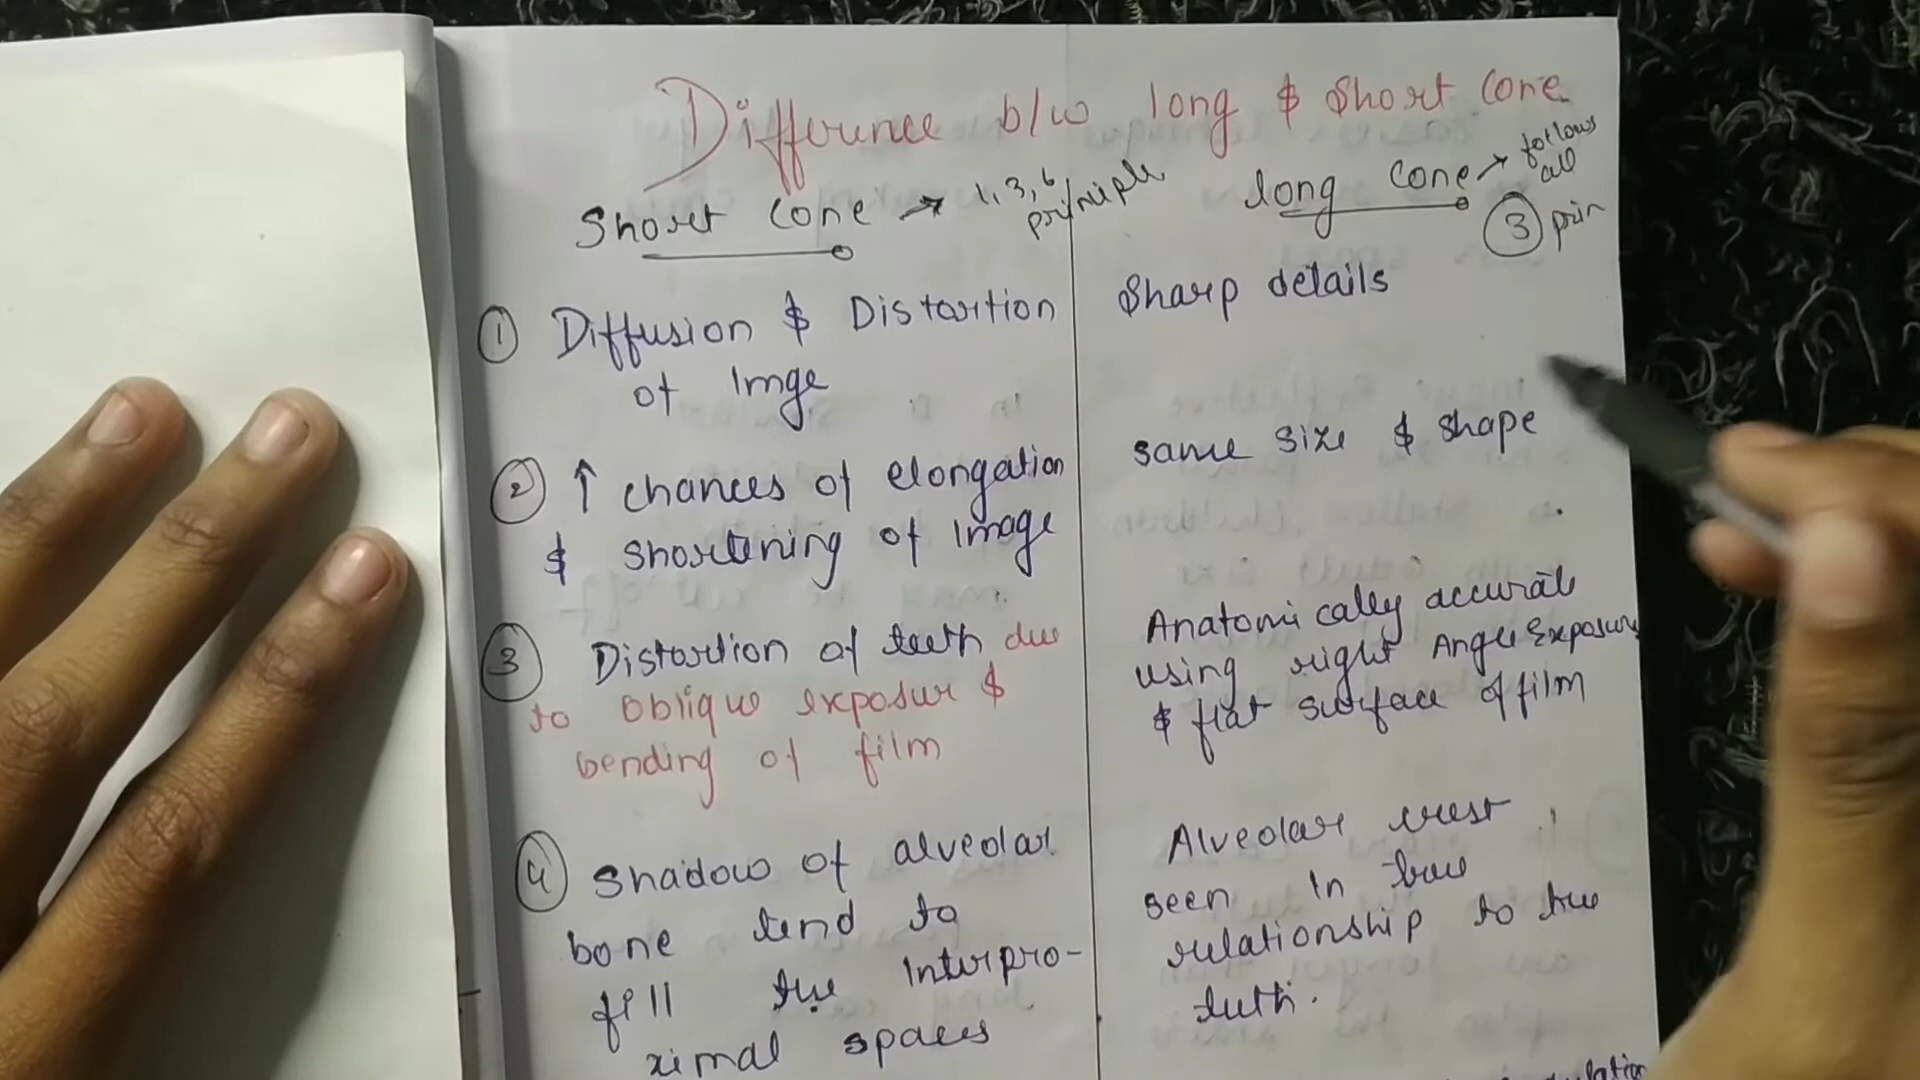 Difference b/w long & Short Cone
Short Cone → 1, 3, 6
principle
long Cone → follows
all
3 prin
1 Diffusion & Distortion
of Imge
2 ↑ chances of elongation
& Shortening of Image
3 Distortion of teeth due
to Oblique exposur &
bending of film
4 Shadow of alveolar
bone tend to
fill the Interpro-
ximal spaces
Sharp details
same size & shape
Anatomically accurate
using right Angle Exposure
& flat surface of film
Alveolar crest
seen In true
relationship to the
teeth.